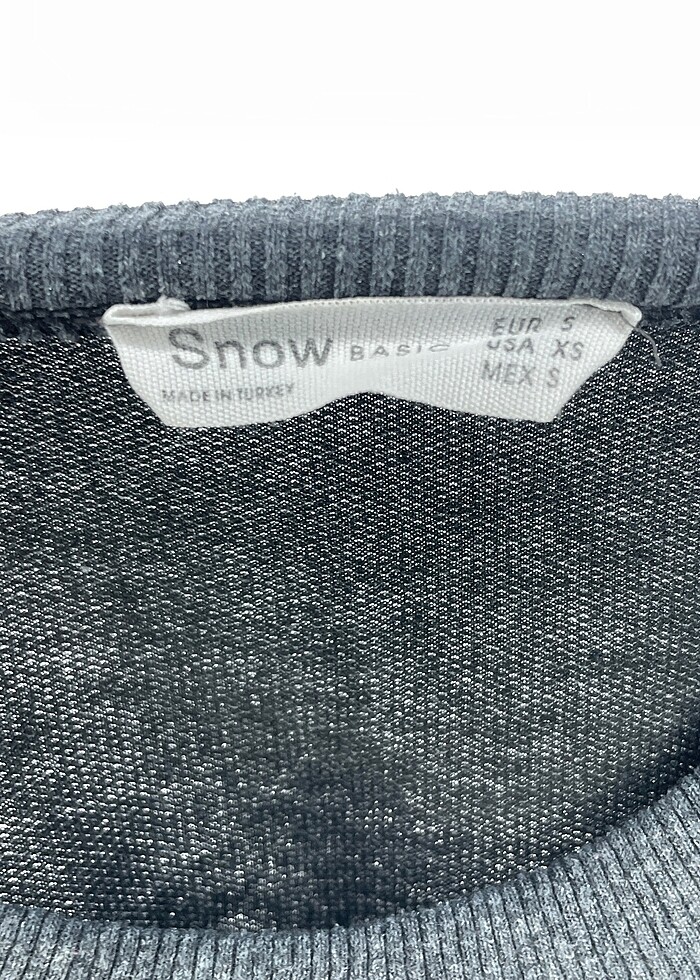 Snow BASIC
MADE IN TURKEY
EUR S
USA XS
MEX S